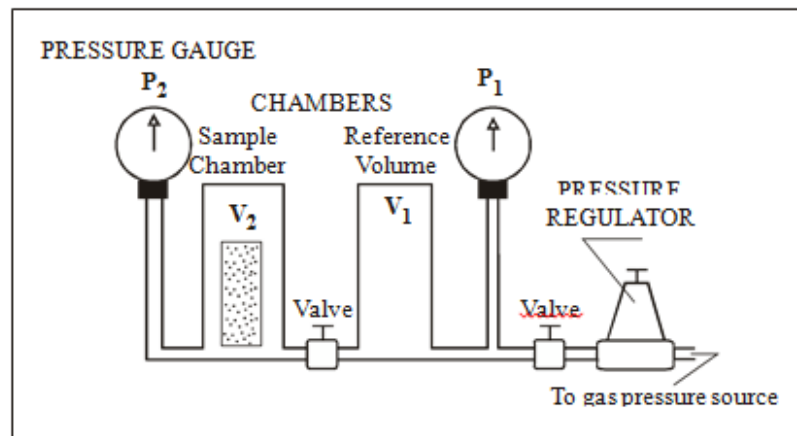 PRESSURE GAUGE
P2
P1
CHAMBERS
Sample
Chamber
Reference
Volume
PRESSURE
REGULATOR
V2
V1
Valve
Valve
To gas pressure source